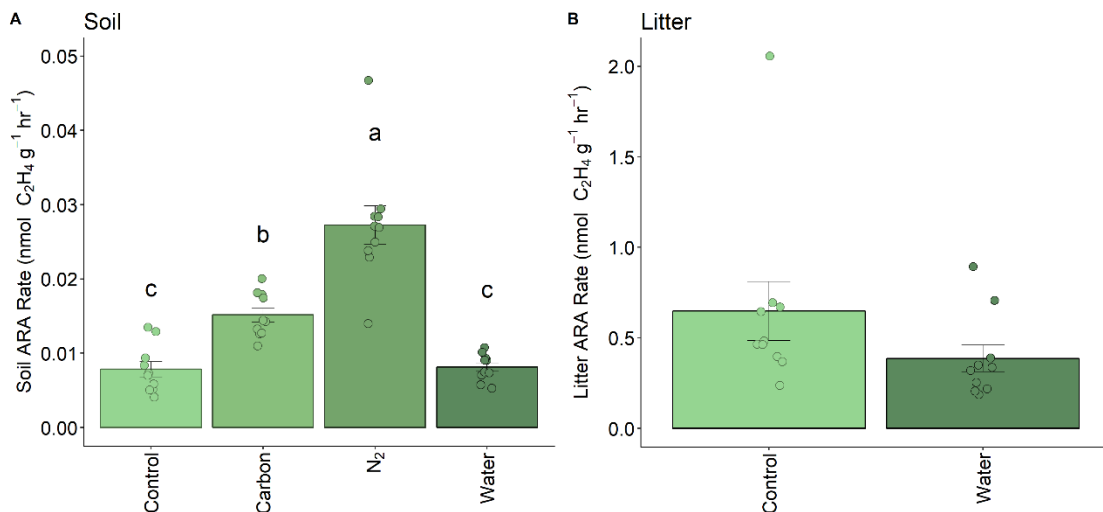 A Soil
Soil ARA Rate (nmol C₂H₄ g⁻¹ hr⁻¹)
0.05
0.04
0.03
0.02
0.01
0.00
c
b
a
c
Control
Carbon
N₂
Water
B Litter
Litter ARA Rate (nmol C₂H₄ g⁻¹ hr⁻¹)
2.0
1.5
1.0
0.5
0.0
Control
Water